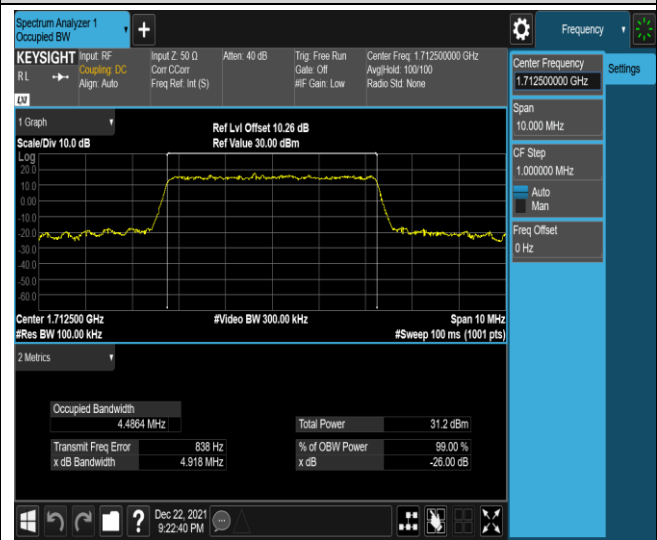 Spectrum Analyzer 1
Occupied BW
+
Frequency
KEYSIGHT
R L
LNI
Input: RF
Coupling: DC
Align: Auto
Input Z: 50 Ω
Corr CCorr
Freq Ref: Int (S)
Atten: 40 dB
Trig: Free Run
Gate: Off
#IF Gain: Low
Center Freq: 1.712500000 GHz
Avg|Hold: 100/100
Radio Std: None
Center Frequency
1.712500000 GHz
Settings
Span
10.000 MHz
CF Step
1.000000 MHz
Auto
Man
Freq Offset
0 Hz
1 Graph
Scale/Div 10.0 dB
Ref Lvl Offset 10.26 dB
Ref Value 30.00 dBm
Log
20.0
10.0
0.00
-10.0
-20.0
-30.0
-40.0
-50.0
-60.0
Center 1.712500 GHz
#Res BW 100.00 kHz
#Video BW 300.00 kHz
Span 10 MHz
#Sweep 100 ms (1001 pts)
2 Metrics
Occupied Bandwidth
4.4864 MHz
Transmit Freq Error 838 Hz
x dB Bandwidth 4.918 MHz
Total Power 31.2 dBm
% of OBW Power 99.00 %
x dB -26.00 dB
?
Dec 22, 2021
9:22:40 PM